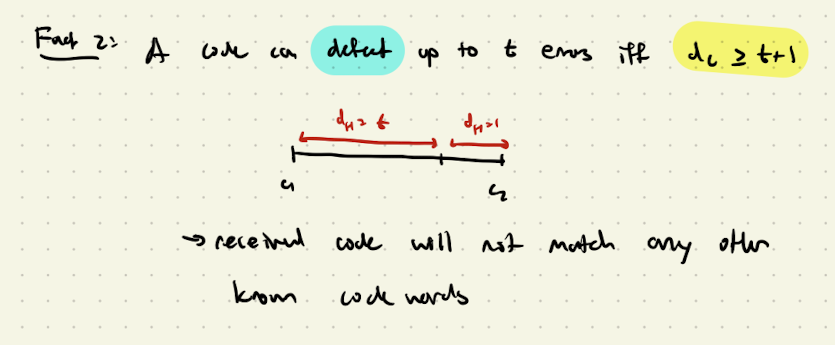 Fact 2: A code can detect up to t errors iff d_c ≥ t+1
d_H = t d_H = 1
c_1 c_2
→ received code will not match any other
known code words